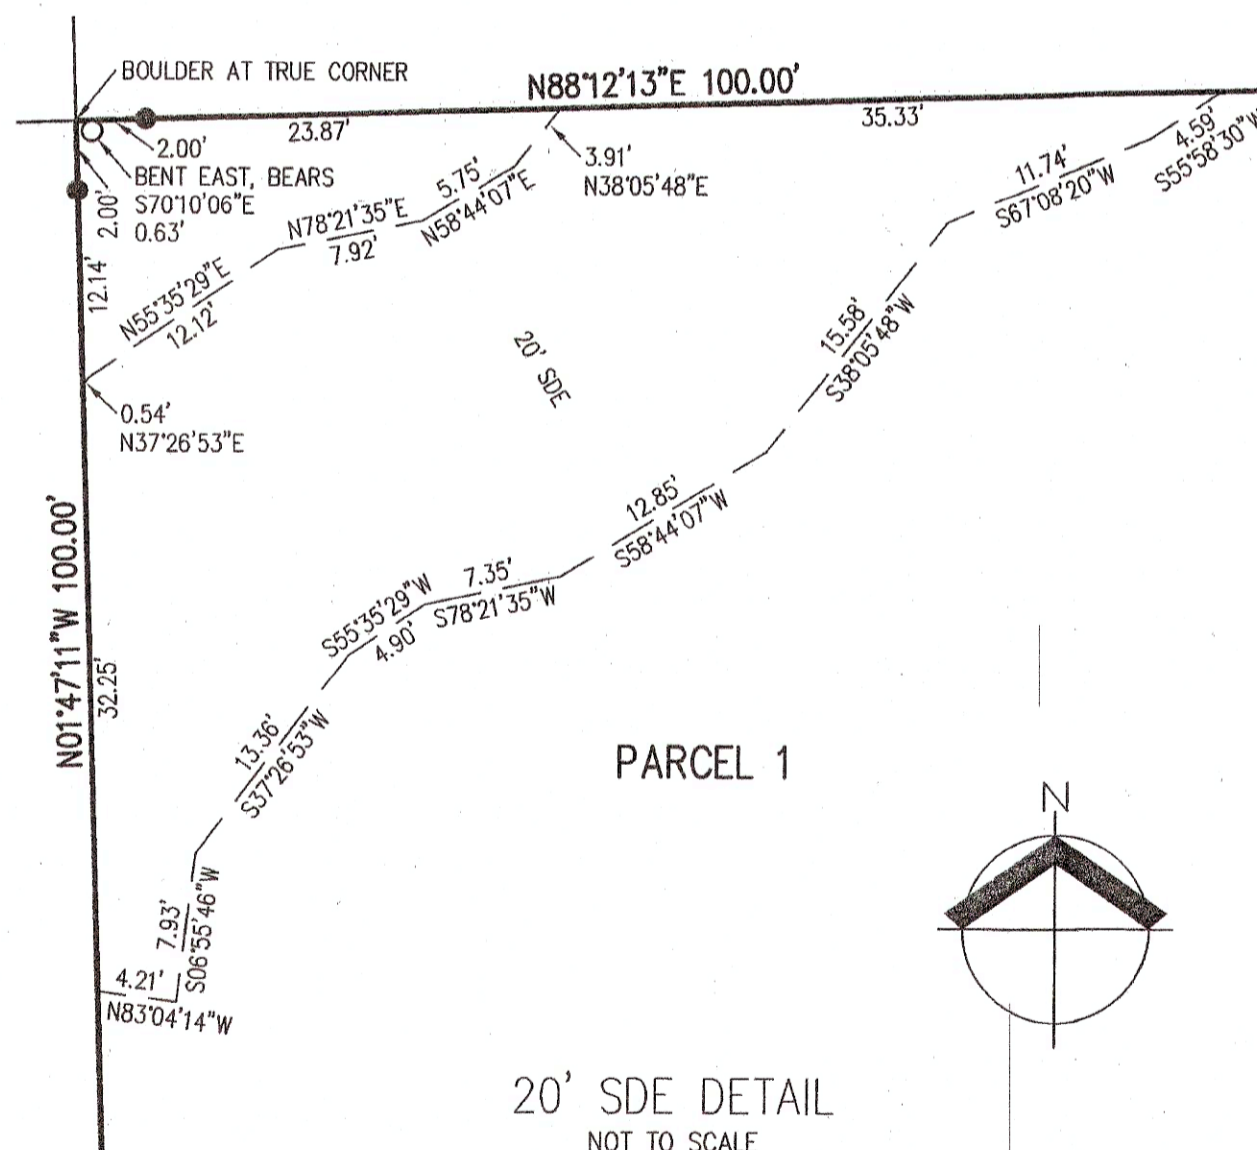 BOULDER AT TRUE CORNER
N88°12'13"E 100.00'
23.87'
35.33'
2.00'
BENT EAST, BEARS
S70°10'06"E
0.63'
2.00'
12.14'
3.91'
N38°05'48"E
5.75'
N58°44'07"E
N78°21'35"E
7.92'
N55°35'29"E
12.12'
0.54'
N37°26'53"E
4.59'
S55°58'30"W
11.74'
S67°08'20"W
15.58'
S38°05'48"W
20' SDE
12.85'
S58°44'07"W
7.35'
S78°21'35"W
S55°35'29"W
4.90'
N01°47'11"W 100.00'
32.25'
13.36'
S37°26'53"W
7.93'
S06°55'46"W
4.21'
N83°04'14"W
PARCEL 1
N
20' SDE DETAIL
NOT TO SCALE